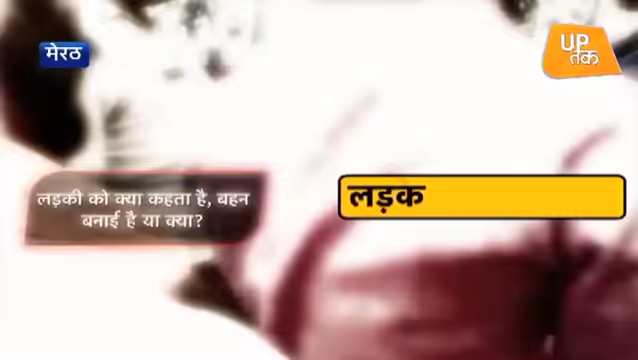 मेरठ
UP
तक
लड़की को क्या कहता है, बहन
बनाई है या क्या?
लड़क